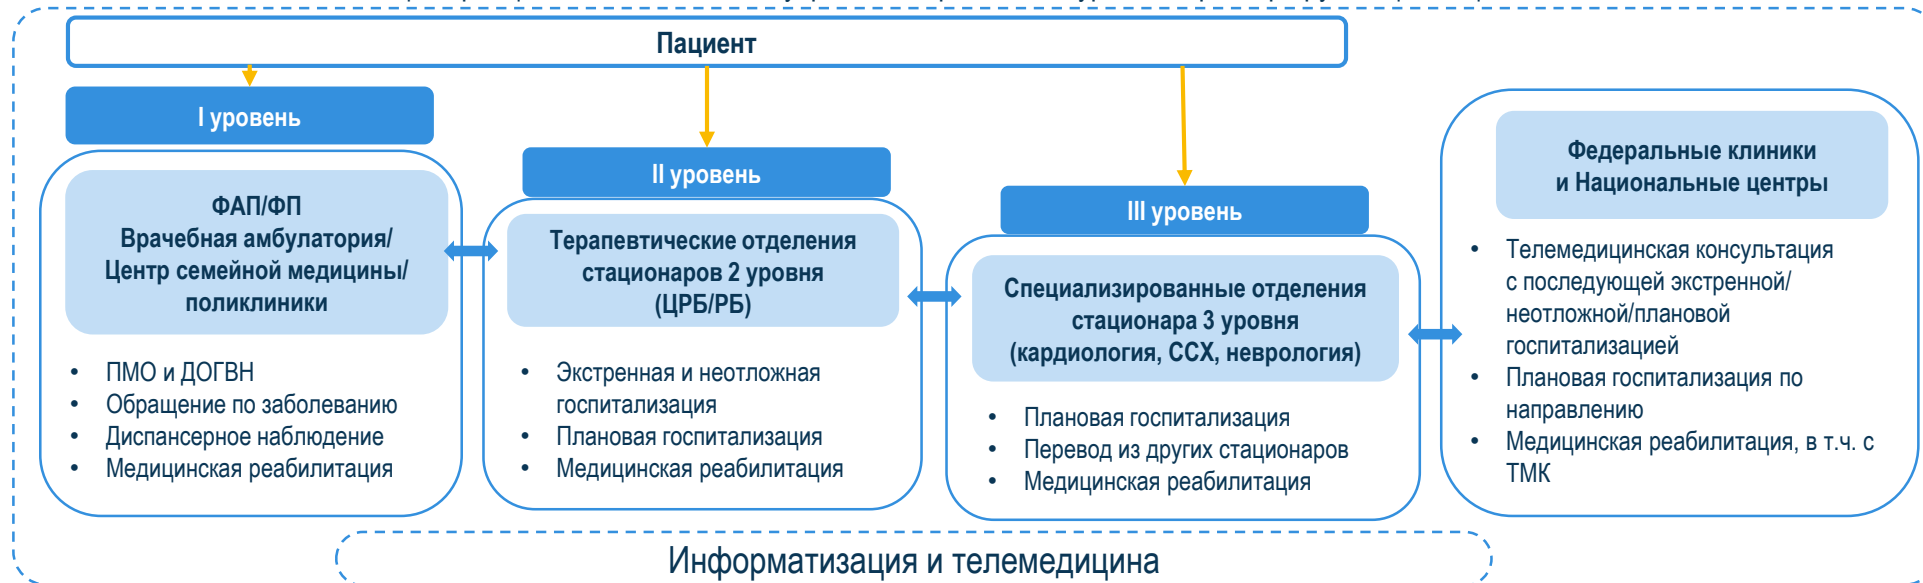 Пациент
I уровень
ФАП/ФП
Врачебная амбулатория/
Центр семейной медицины/
поликлиники
• ПМО и ДОГВН
• Обращение по заболеванию
• Диспансерное наблюдение
• Медицинская реабилитация
II уровень
Терапевтические отделения
стационаров 2 уровня
(ЦРБ/РБ)
• Экстренная и неотложная
госпитализация
• Плановая госпитализация
• Медицинская реабилитация
III уровень
Специализированные отделения
стационара 3 уровня
(кардиология, ССХ, неврология)
• Плановая госпитализация
• Перевод из других стационаров
• Медицинская реабилитация
Федеральные клиники
и Национальные центры
• Телемедицинская консультация
с последующей экстренной/
неотложной/плановой
госпитализацией
• Плановая госпитализация по
направлению
• Медицинская реабилитация, в т.ч. с
ТМК
Информатизация и телемедицина